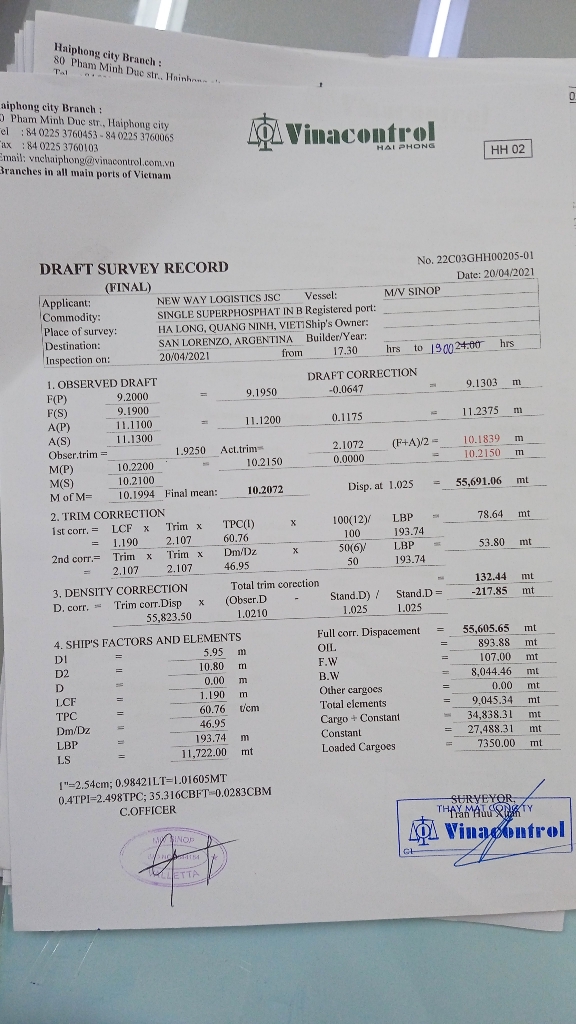 Haiphong city Branch :
80 Pham Minh Duc str., Haiphong
aiphong city Branch :
0 Pham Minh Duc str., Haiphong city
el : 84 0225 3760453 - 84 0225 3760065
ax : 84 0225 3760103
Email: vnchaiphong@vinacontrol.com.vn
Branches in all main ports of Vietnam
Vinacontrol
HAI PHONG
HH 02
DRAFT SURVEY RECORD
(FINAL)
No. 22C03GHH00205-01
Date: 20/04/2021
Applicant: NEW WAY LOGISTICS JSC Vessel: M/V SINOP
Commodity: SINGLE SUPERPHOSPHAT IN B Registered port:
Place of survey: HA LONG, QUANG NINH, VIET Ship's Owner:
Destination: SAN LORENZO, ARGENTINA Builder/Year:
Inspection on: 20/04/2021 from 17.30 hrs to 1900 24.00 hrs
1. OBSERVED DRAFT DRAFT CORRECTION
F(P) 9.2000 = 9.1950 -0.0647 = 9.1303 m
F(S) 9.1900
A(P) 11.1100 = 11.1200 0.1175 = 11.2375 m
A(S) 11.1300
Obser.trim = 1.9250 Act.trim= 2.1072 (F+A)/2 = 10.1839 m
M(P) 10.2200 = 10.2150 0.0000 = 10.2150 m
M(S) 10.2100
M of M= 10.1994 Final mean: 10.2072 Disp. at 1.025 = 55,691.06 mt
2. TRIM CORRECTION
1st corr. = LCF x Trim x TPC(I) x 100(12)/ LBP = 78.64 mt
= 1.190 2.107 60.76 100 193.74
2nd corr.= Trim x Trim x Dm/Dz x 50(6)/ LBP = 53.80 mt
= 2.107 2.107 46.95 50 193.74
Total trim corection = 132.44 mt
3. DENSITY CORRECTION
D. corr. = Trim corr.Disp x (Obser.D - Stand.D) / Stand.D = -217.85 mt
55,823.50 1.0210 1.025 1.025
4. SHIP'S FACTORS AND ELEMENTS Full corr. Dispacement = 55,605.65 mt
D1 = 5.95 m OIL = 893.88 mt
D2 = 10.80 m F.W = 107.00 mt
D = 0.00 m B.W = 8,044.46 mt
LCF = 1.190 m Other cargoes = 0.00 mt
TPC = 60.76 t/cm Total elements = 9,045.34 mt
Dm/Dz = 46.95 Cargo + Constant = 34,838.31 mt
LBP = 193.74 m Constant = 27,488.31 mt
LS = 11,722.00 mt Loaded Cargoes = 7350.00 mt
1"=2.54cm; 0.98421LT=1.01605MT
0.4TPI=2.498TPC; 35.316CBFT=0.0283CBM
C.OFFICER
SURVEYOR
THAY MAT CONG TY
Tran Huu Xuan
Vinacontrol
M/V SINOP
VALLETTA